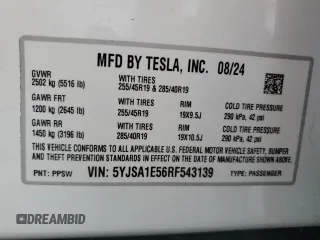 MFD BY TESLA, INC. 08/24
GVWR
2502 kg (5516 lb)
WITH TIRES
255/45R19 & 285/40R19
GAWR FRT
1200 kg (2645 lb)
WITH TIRES
255/45R19
RIM
19X9.5J
COLD TIRE PRESSURE
290 kPa, 42 psi
GAWR RR
1450 kg (3196 lb)
WITH TIRES
285/40R19
RIM
19X10.5J
COLD TIRE PRESSURE
290 kPa, 42 psi
THIS VEHICLE CONFORMS TO ALL APPLICABLE U.S. FEDERAL MOTOR VEHICLE SAFETY, BUMPER
AND THEFT PREVENTION STANDARDS IN EFFECT ON THE DATE OF MANUFACTURE SHOWN ABOVE.
PNT: PPSW
VIN: 5YJSA1E56RF543139
TYPE: PASSENGER
DREAMBID